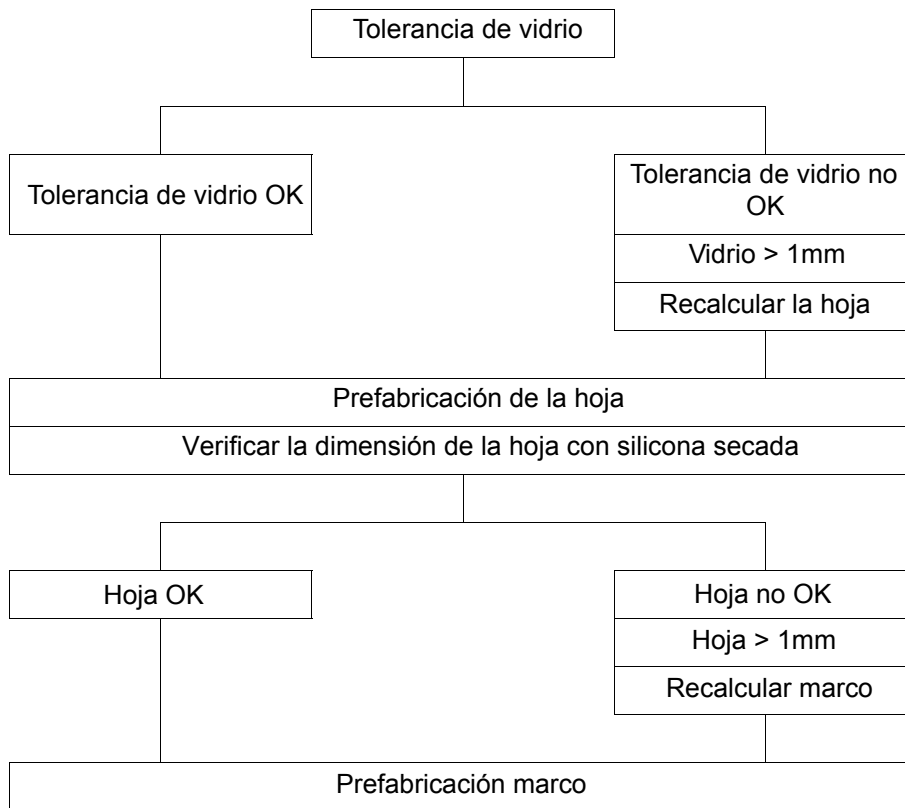 Tolerancia de vidrio
Tolerancia de vidrio OK
Tolerancia de vidrio no
OK
Vidrio > 1mm
Recalcular la hoja
Prefabricación de la hoja
Verificar la dimensión de la hoja con silicona secada
Hoja OK
Hoja no OK
Hoja > 1mm
Recalcular marco
Prefabricación marco